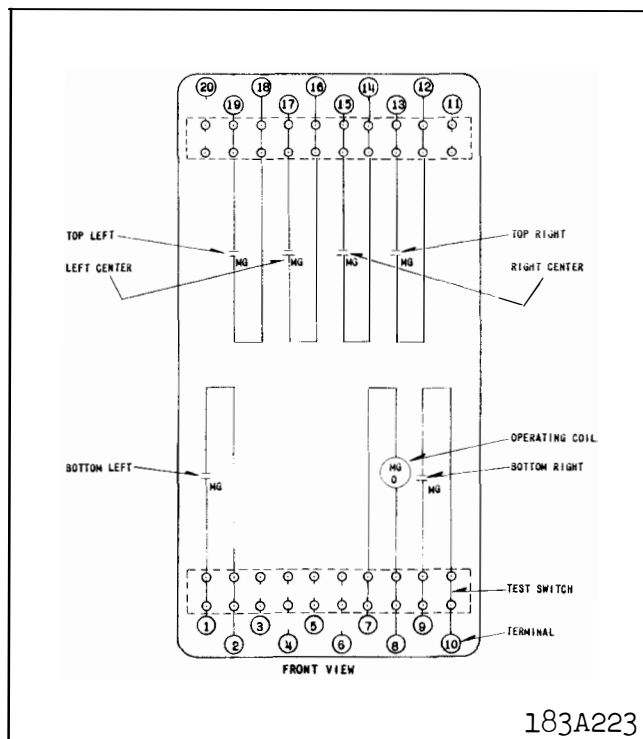 20 18 16 14 12
19 17 15 13 11
TOP LEFT
MG MG MG MG
TOP RIGHT
LEFT CENTER
RIGHT CENTER
OPERATING COIL
MG
O
BOTTOM LEFT
MG
BOTTOM RIGHT
MG
TEST SWITCH
1 3 5 7 9
TERMINAL
2 4 6 8 10
FRONT VIEW
183A223